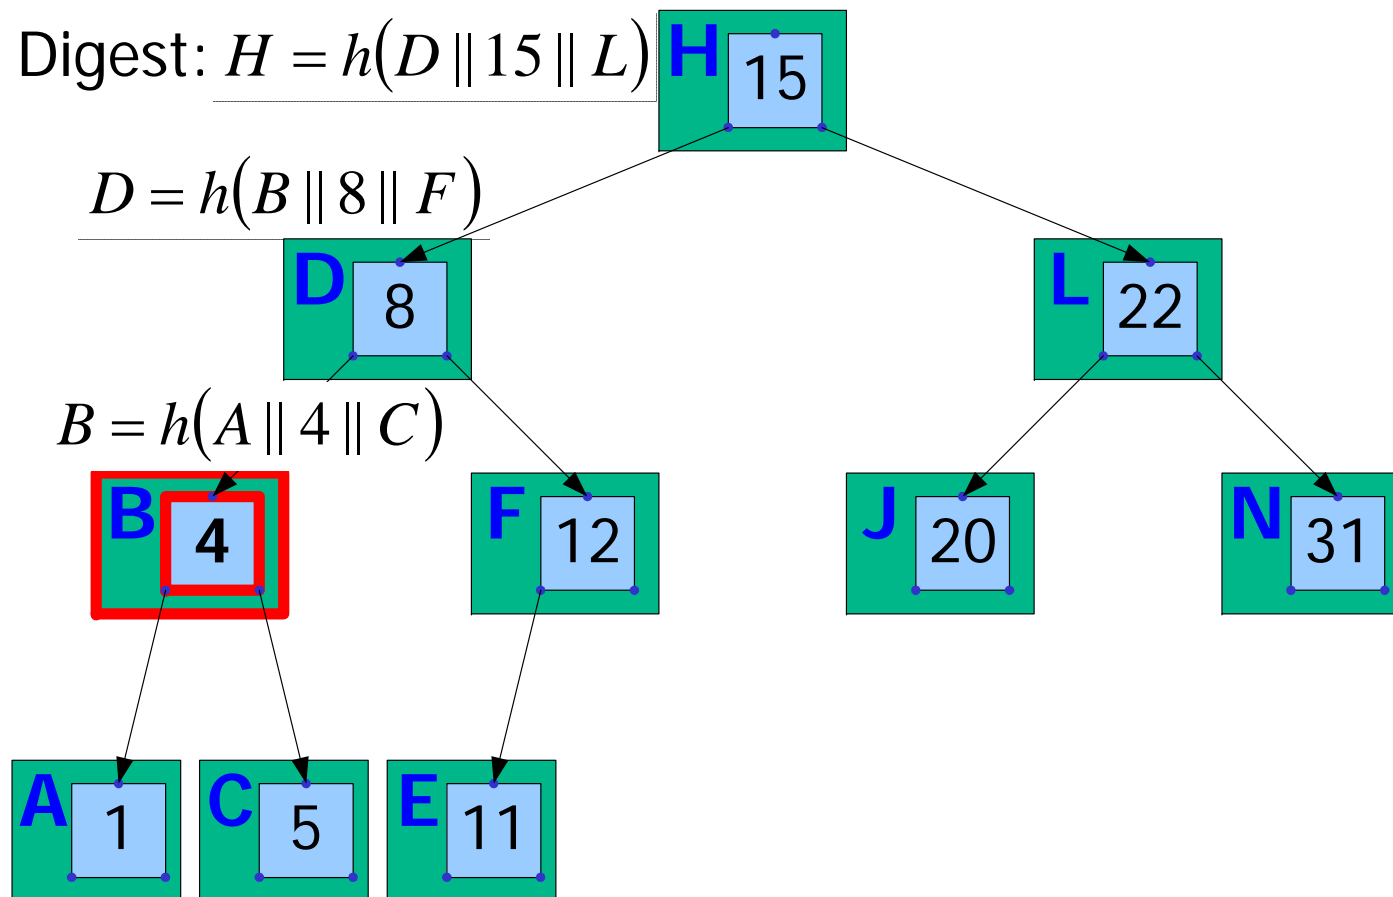 Digest: H = h(D || 15 || L)
H 15
D = h(B || 8 || F)
D 8
L 22
B = h(A || 4 || C)
B 4
F 12
J 20
N 31
A 1
C 5
E 11